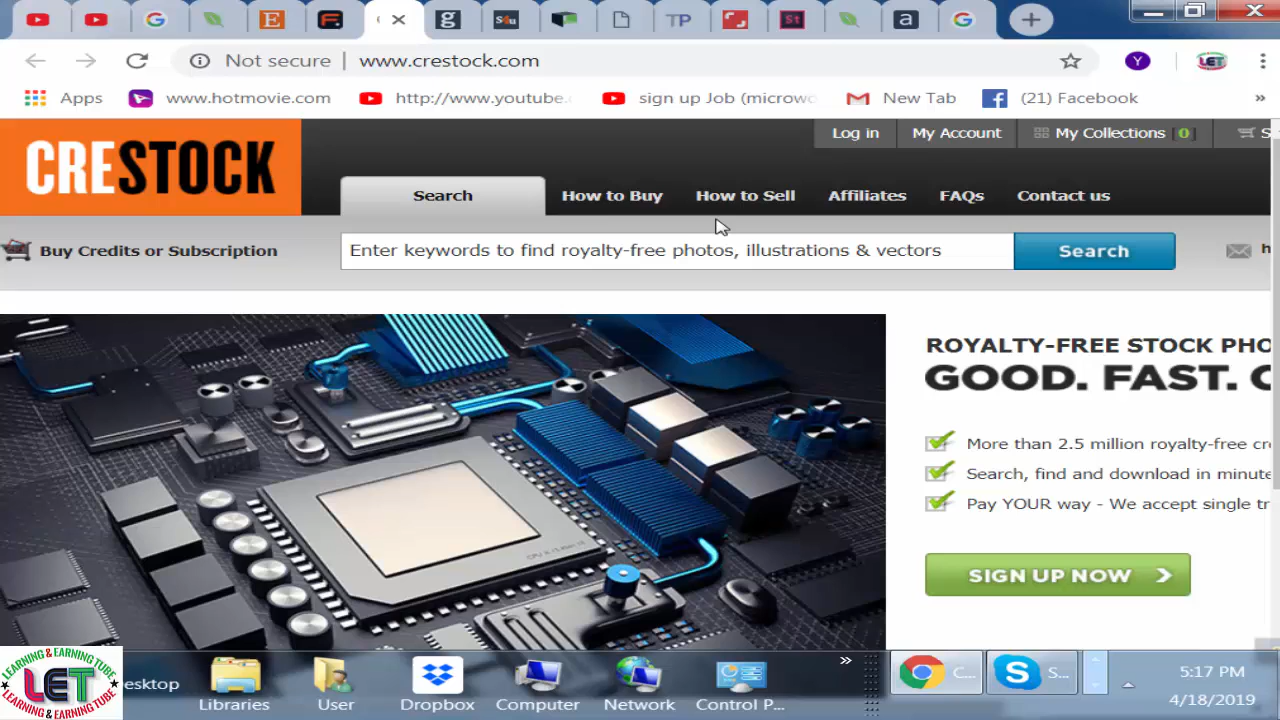 Not secure | www.crestock.com
Apps www.hotmovie.com http://www.youtube. sign up Job (microwo New Tab (21) Facebook »
CRESTOCK
Log in My Account My Collections 0 S
Search How to Buy How to Sell Affiliates FAQs Contact us
Buy Credits or Subscription Enter keywords to find royalty-free photos, illustrations & vectors Search h
ROYALTY-FREE STOCK PHO
GOOD. FAST. C
More than 2.5 million royalty-free cr
Search, find and download in minute
Pay YOUR way - We accept single tr
SIGN UP NOW
LEARNING & EARNING TUBE
LET
LEARNING & EARNING TUBE
esktop
Libraries User Dropbox Computer Network Control P...
» C... S...
5:17 PM
4/18/2019